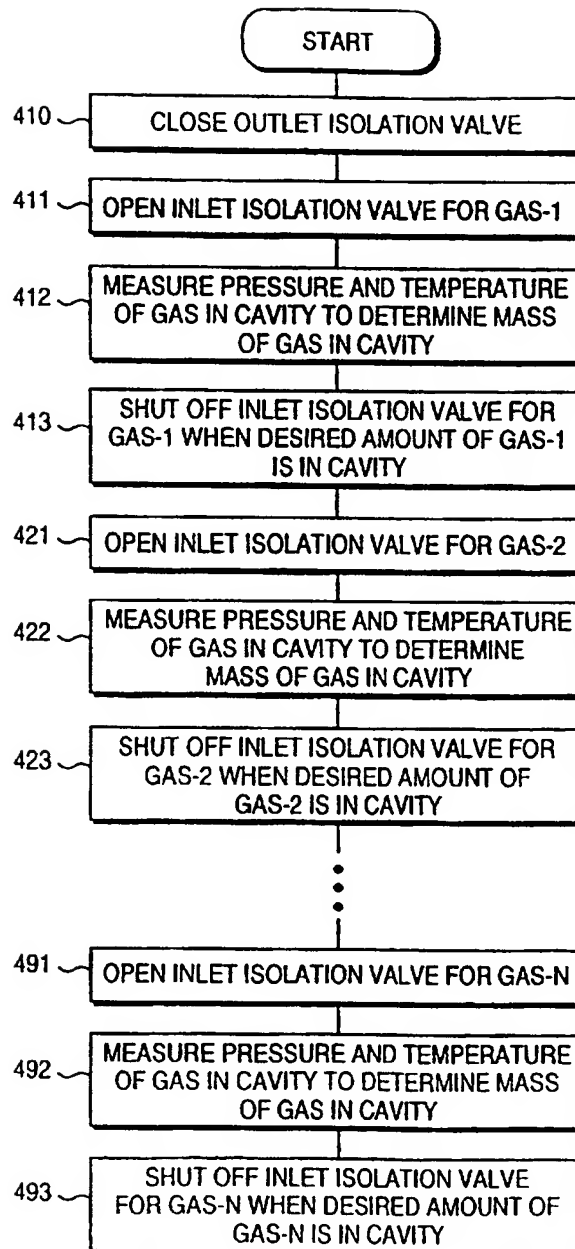 START
410 CLOSE OUTLET ISOLATION VALVE
411 OPEN INLET ISOLATION VALVE FOR GAS-1
412 MEASURE PRESSURE AND TEMPERATURE
OF GAS IN CAVITY TO DETERMINE MASS
OF GAS IN CAVITY
413 SHUT OFF INLET ISOLATION VALVE FOR
GAS-1 WHEN DESIRED AMOUNT OF GAS-1
IS IN CAVITY
421 OPEN INLET ISOLATION VALVE FOR GAS-2
422 MEASURE PRESSURE AND TEMPERATURE
OF GAS IN CAVITY TO DETERMINE
MASS OF GAS IN CAVITY
423 SHUT OFF INLET ISOLATION VALVE FOR
GAS-2 WHEN DESIRED AMOUNT OF
GAS-2 IS IN CAVITY
491 OPEN INLET ISOLATION VALVE FOR GAS-N
492 MEASURE PRESSURE AND TEMPERATURE
OF GAS IN CAVITY TO DETERMINE MASS
OF GAS IN CAVITY
493 SHUT OFF INLET ISOLATION VALVE
FOR GAS-N WHEN DESIRED AMOUNT OF
GAS-N IS IN CAVITY